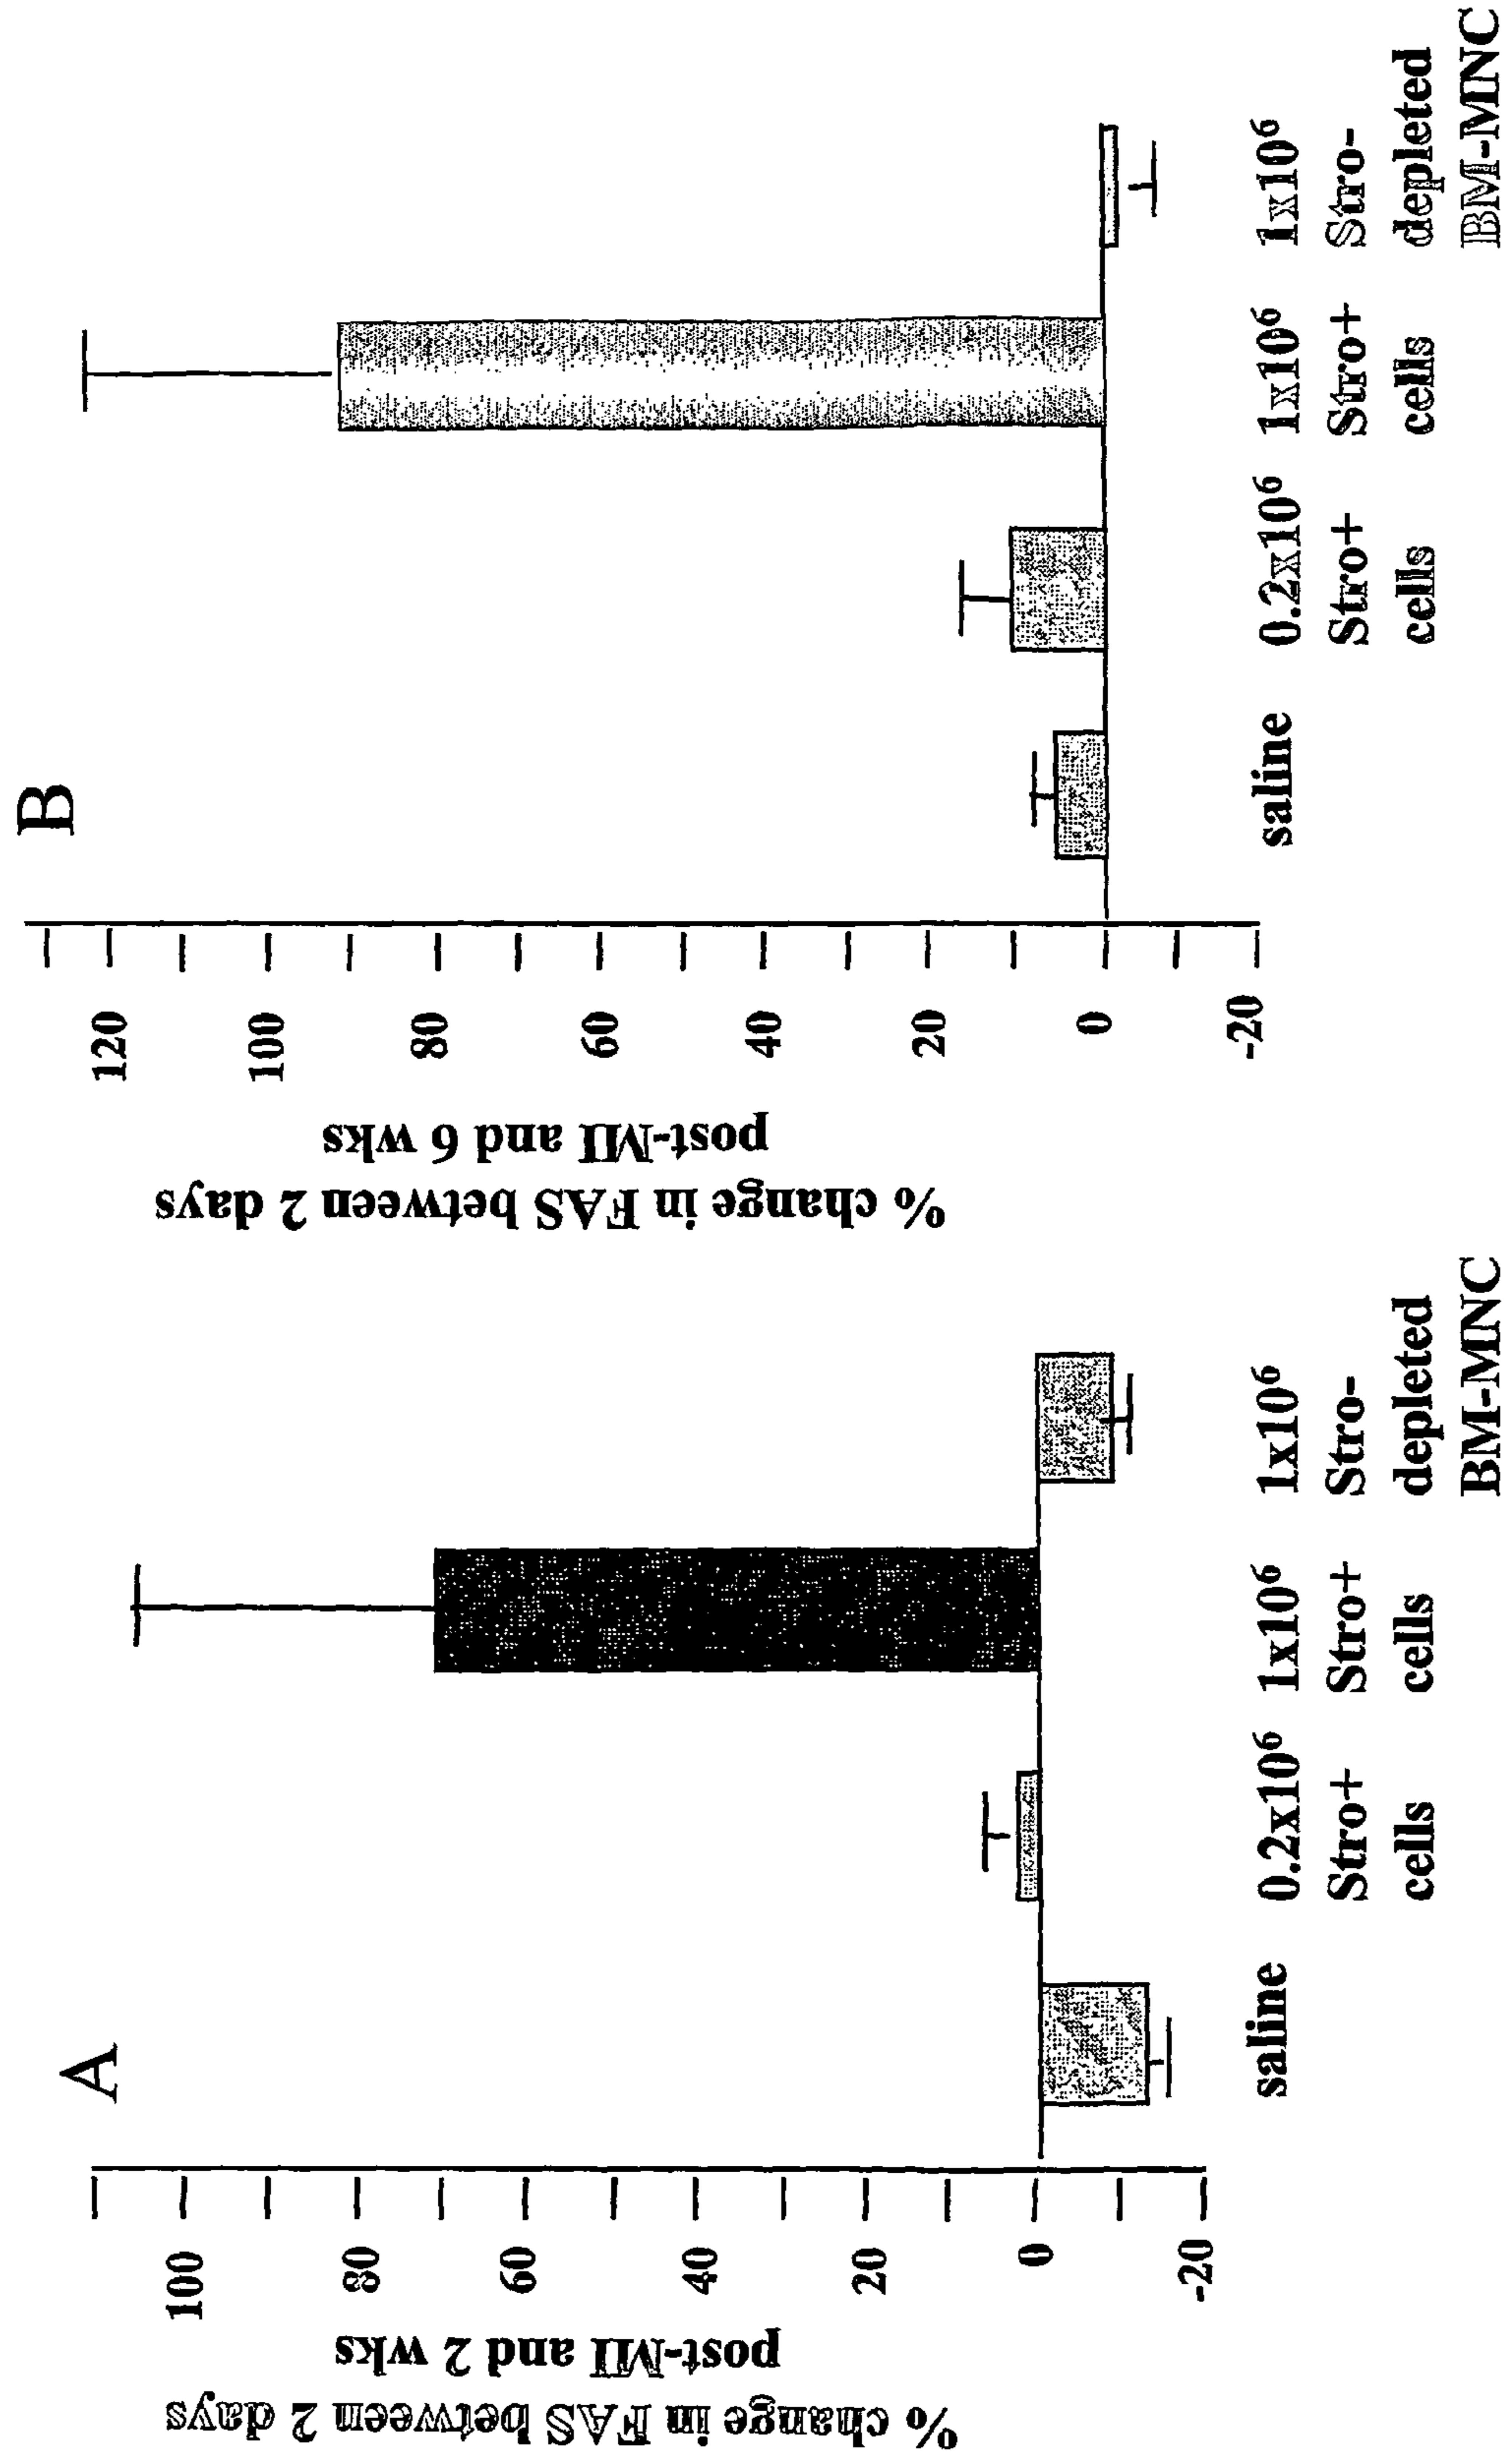 A
% change in FAS between 2 days
post-MI and 2 wks
100
80
60
40
20
0
-20
saline
0.2x10⁶
Stro+
cells
1x10⁶
Stro+
cells
1x10⁶
Stro-
depleted
BM-MNC
B
% change in FAS between 2 days
post-MI and 6 wks
120
100
80
60
40
20
0
-20
saline
0.2x10⁶
Stro+
cells
1x10⁶
Stro+
cells
1x10⁶
Stro-
depleted
BM-MNC